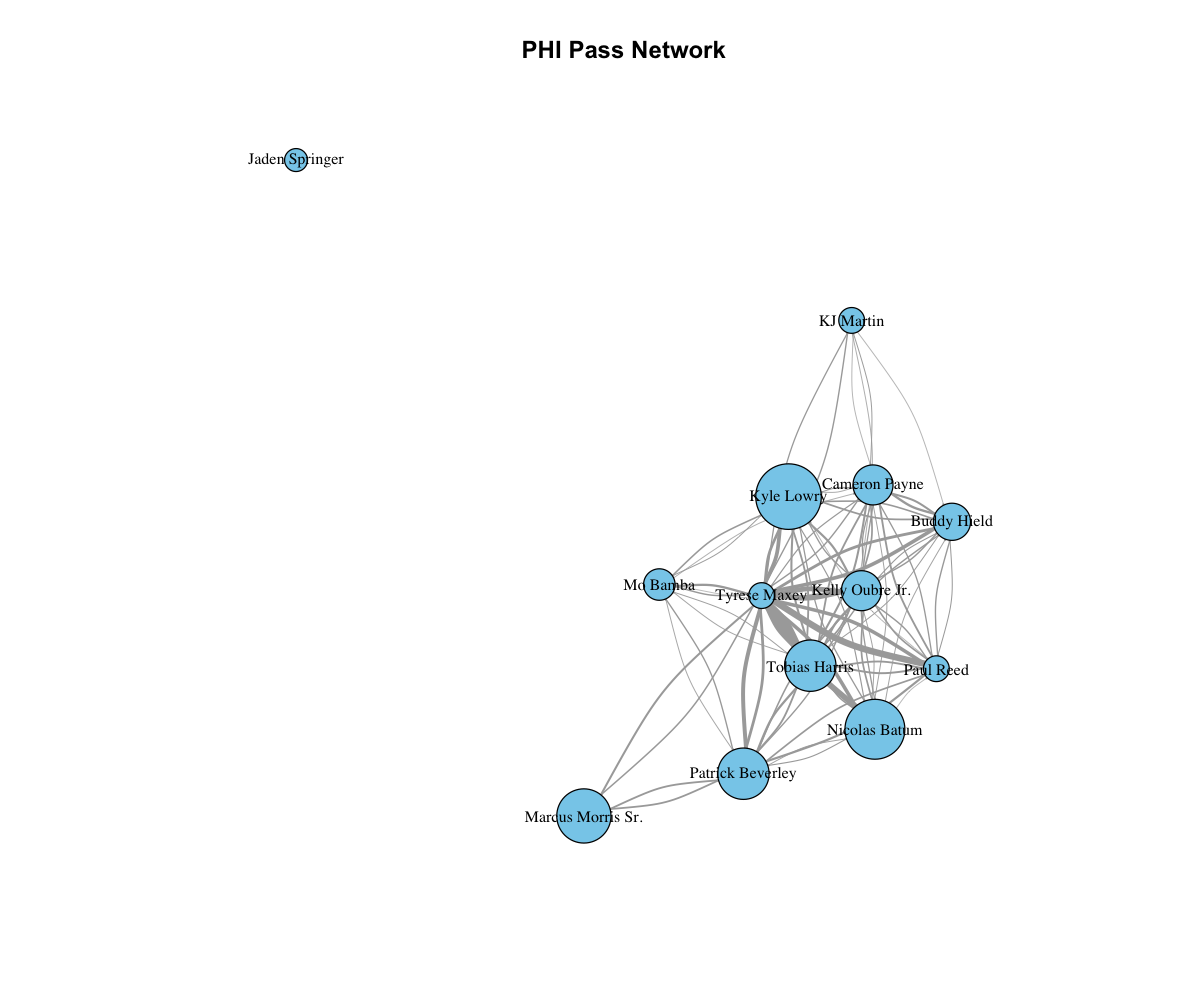 PHI Pass Network
Jaden Springer
KJ Martin
Cameron Payne
Kyle Lowry
Buddy Hield
Mo Bamba
Tyrese Maxey
Kelly Oubre Jr.
Tobias Harris
Paul Reed
Nicolas Batum
Patrick Beverley
Marcus Morris Sr.